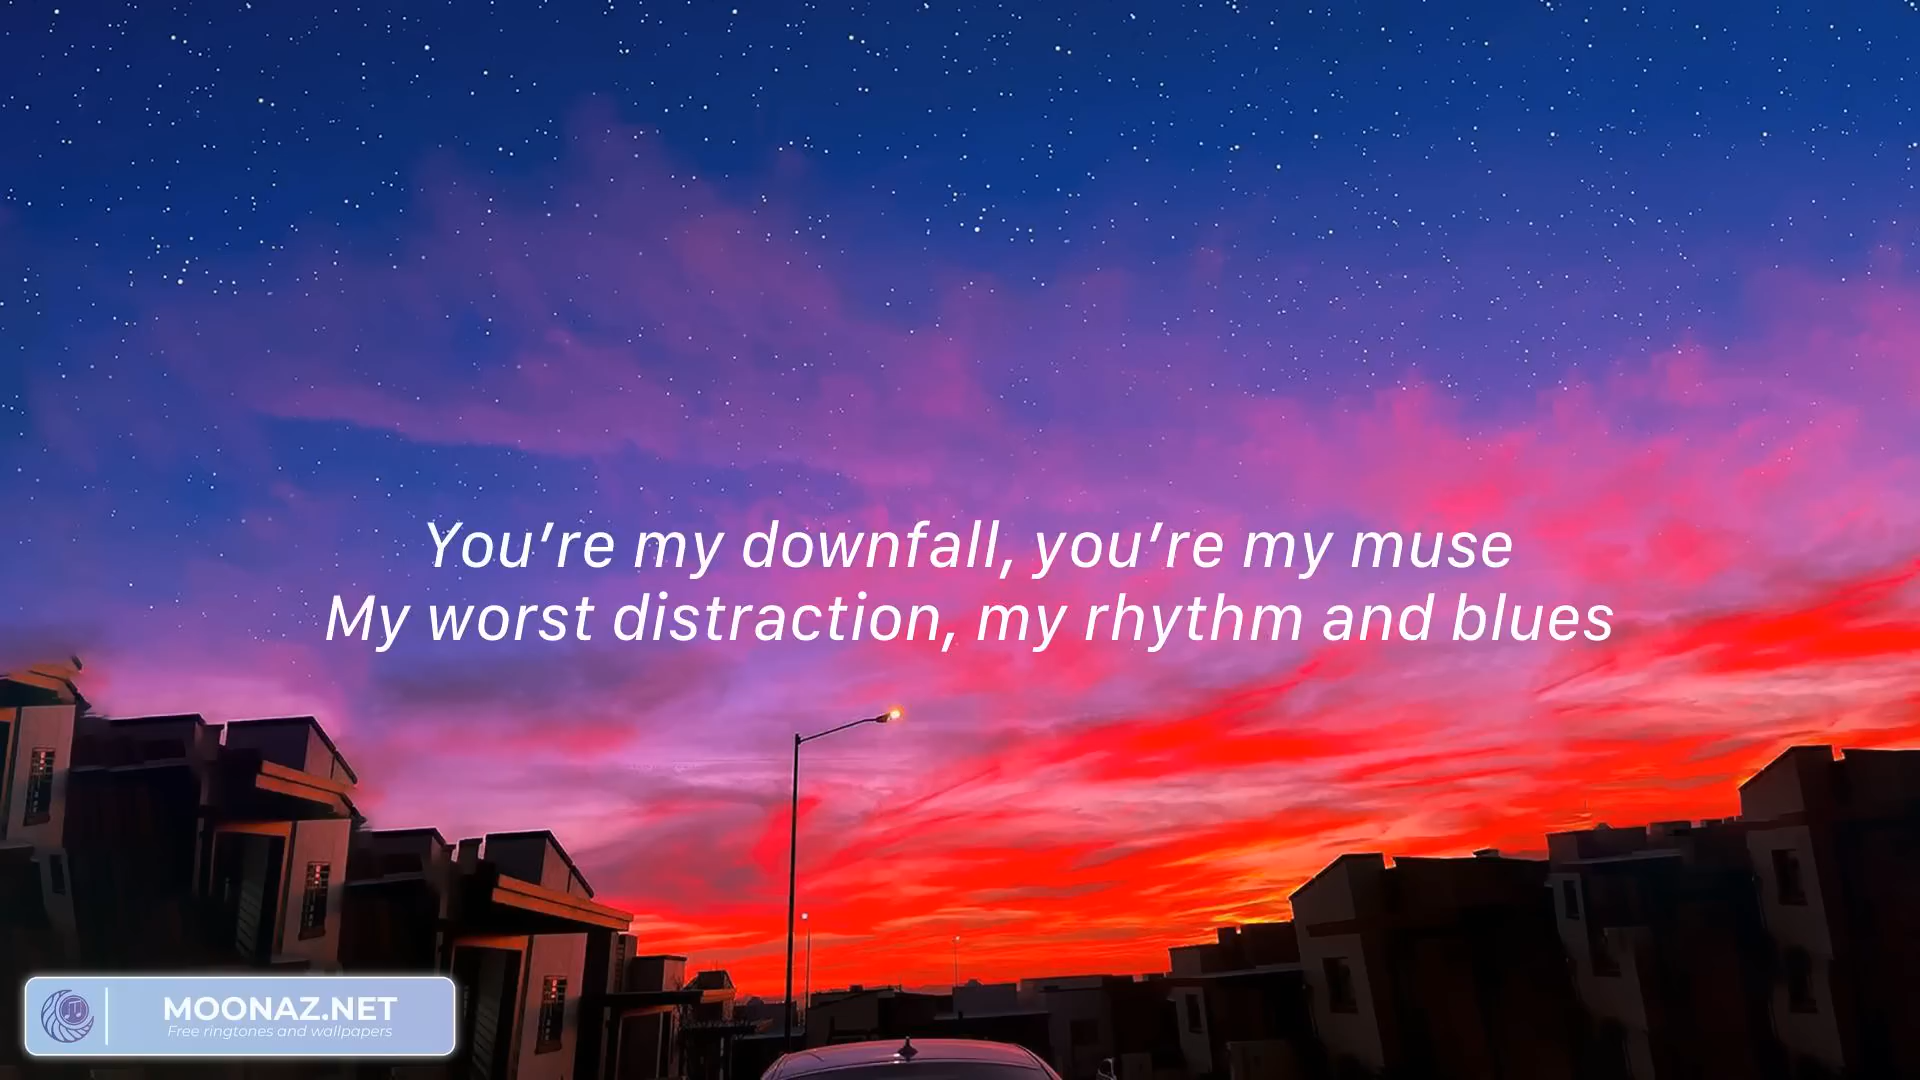 You’re my downfall, you’re my muse
My worst distraction, my rhythm and blues
MOONAZ.NET
Free ringtones and wallpapers